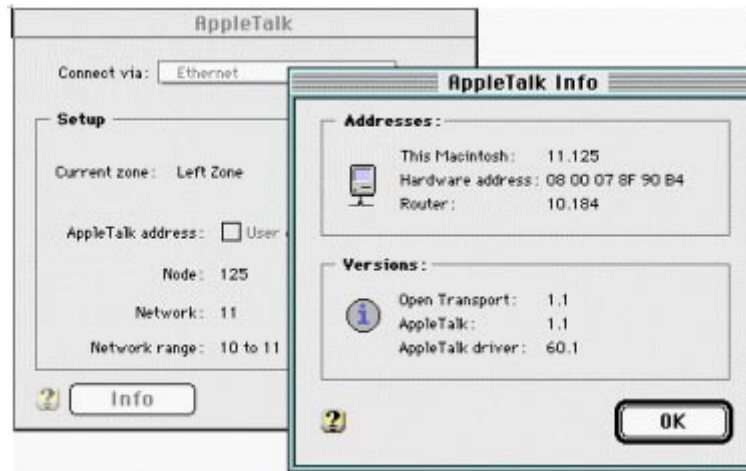 AppleTalk
Connect via: Ethernet
Setup
Current zone: Left Zone
AppleTalk address: User
Node: 125
Network: 11
Network range: 10 to 11
Info
AppleTalk Info
Addresses:
This Macintosh: 11.125
Hardware address: 08 00 07 8F 90 B4
Router: 10.184
Versions:
Open Transport: 1.1
AppleTalk: 1.1
AppleTalk driver: 60.1
OK